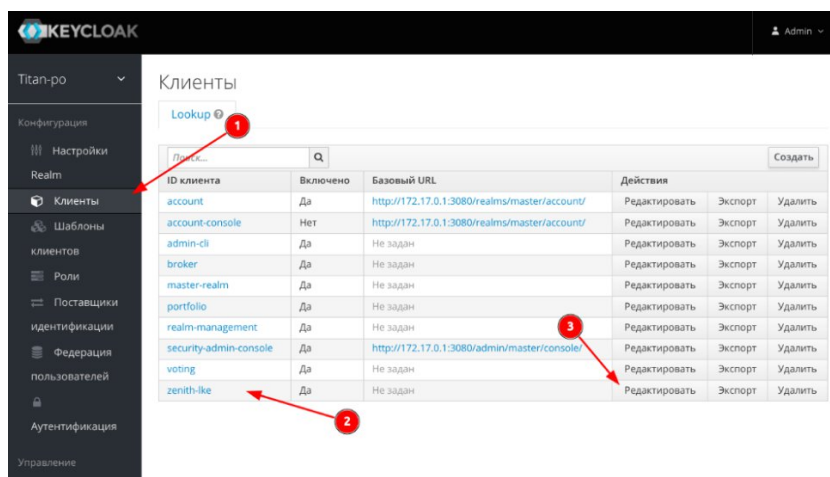 KEYCLOAK
Admin
Titan-po
Конфигурация
Настройки
Realm
Клиенты
Шаблоны
клиентов
Роли
Поставщики
идентификации
Федерация
пользователей
Аутентификация
Управление
Клиенты
Lookup
1
Поиск...
Создать
ID клиента Включено Базовый URL Действия
account Да http://172.17.0.1:3080/realms/master/account/ Редактировать Экспорт Удалить
account-console Нет http://172.17.0.1:3080/realms/master/account/ Редактировать Экспорт Удалить
admin-cli Да Не задан Редактировать Экспорт Удалить
broker Да Не задан Редактировать Экспорт Удалить
master-realm Да Не задан Редактировать Экспорт Удалить
portfolio Да Не задан Редактировать Экспорт Удалить
realm-management Да Не задан Редактировать Экспорт Удалить
3
security-admin-console Да http://172.17.0.1:3080/admin/master/console/ Редактировать Экспорт Удалить
voting Да Не задан Редактировать Экспорт Удалить
zenith-lke Да Не задан Редактировать Экспорт Удалить
2